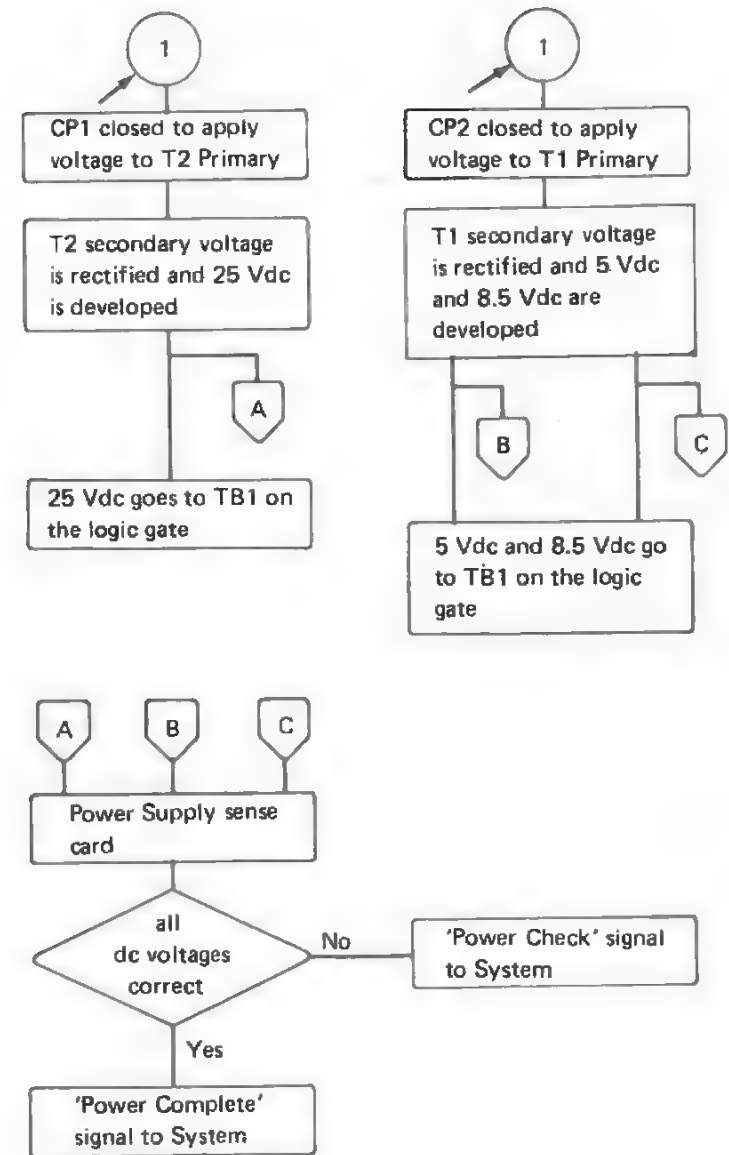 1
CP1 closed to apply
voltage to T2 Primary
T2 secondary voltage
is rectified and 25 Vdc
is developed
A
25 Vdc goes to TB1 on
the logic gate
1
CP2 closed to apply
voltage to T1 Primary
T1 secondary voltage
is rectified and 5 Vdc
and 8.5 Vdc are
developed
B
C
5 Vdc and 8.5 Vdc go
to TB1 on the logic
gate
A
B
C
Power Supply sense
card
all
dc voltages
correct
No
'Power Check' signal
to System
Yes
'Power Complete'
signal to System